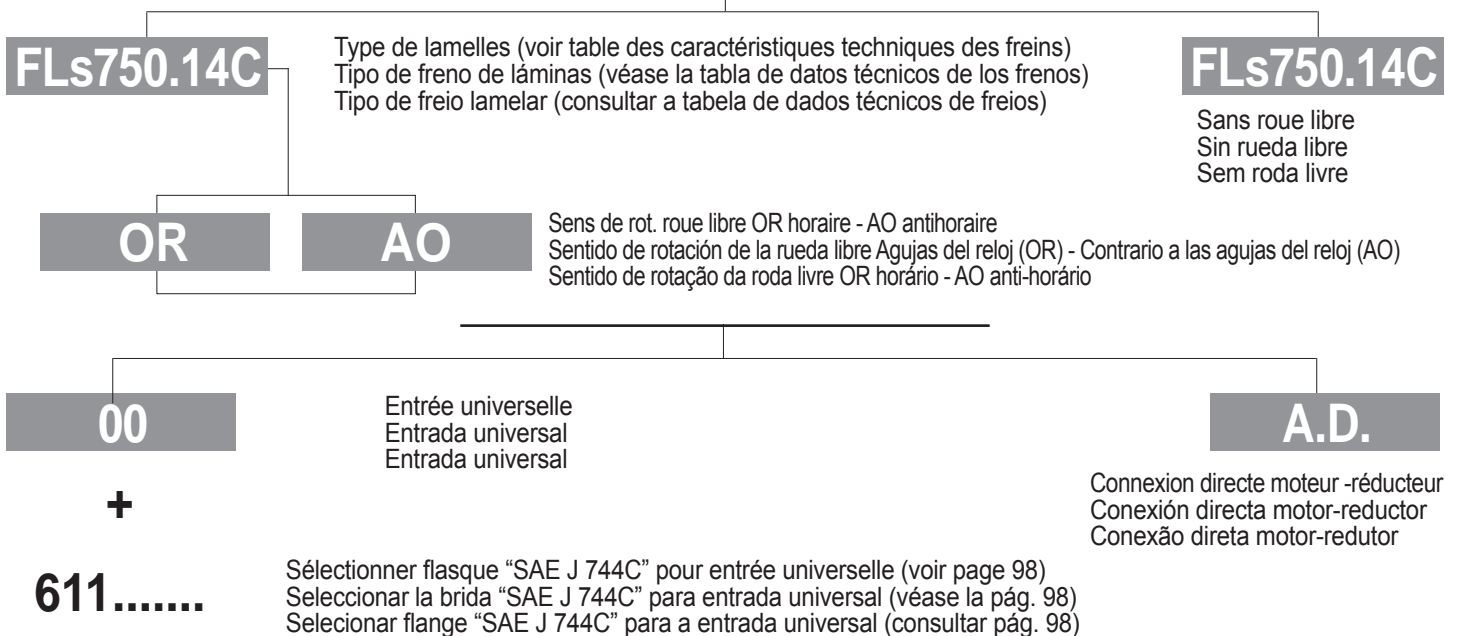 FLs750.14C
Type de lamelles (voir table des caractéristiques techniques des freins)
Tipo de freno de láminas (véase la tabla de datos técnicos de los frenos)
Tipo de freio lamelar (consultar a tabela de dados técnicos de freios)
FLs750.14C
Sans roue libre
Sin rueda libre
Sem roda livre
OR
AO
Sens de rot. roue libre OR horaire - AO antihoraire
Sentido de rotación de la rueda libre Agujas del reloj (OR) - Contrario a las agujas del reloj (AO)
Sentido de rotação da roda livre OR horário - AO anti-horário
00
Entrée universelle
Entrada universal
Entrada universal
A.D.
Connexion directe moteur -réducteur
Conexión directa motor-reductor
Conexão direta motor-redutor
+
611.......
Sélectionner flasque “SAE J 744C” pour entrée universelle (voir page 98)
Seleccionar la brida “SAE J 744C” para entrada universal (véase la pág. 98)
Selecionar flange “SAE J 744C” para a entrada universal (consultar pág. 98)